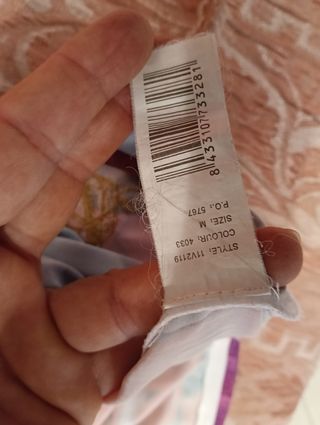 8433107733281
STYLE: 11V2119
COLOUR: 4033
SIZE: M
P.O.: 5767